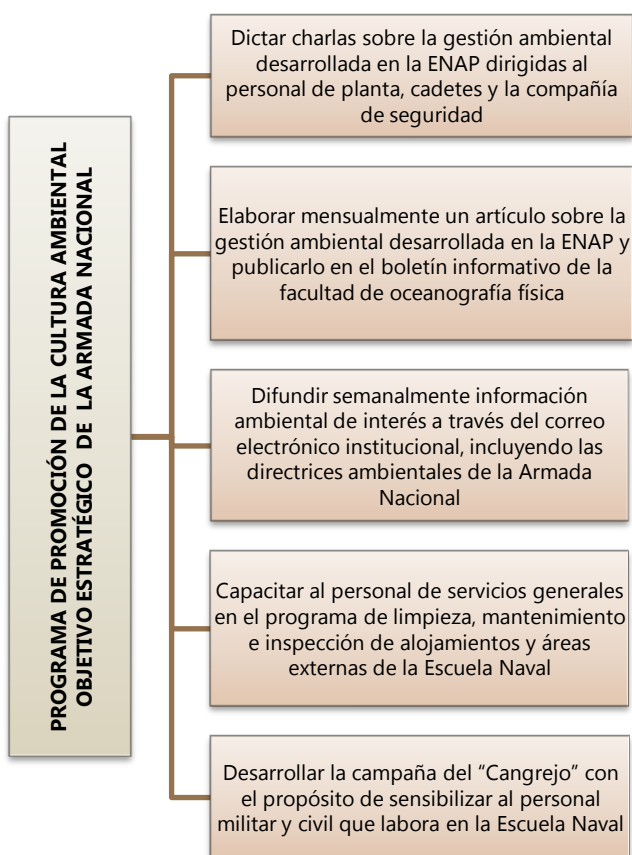 PROGRAMA DE PROMOCIÓN DE LA CULTURA AMBIENTAL
OBJETIVO ESTRATÉGICO DE LA ARMADA NACIONAL
Dictar charlas sobre la gestión ambiental
desarrollada en la ENAP dirigidas al
personal de planta, cadetes y la compañía
de seguridad
Elaborar mensualmente un artículo sobre la
gestión ambiental desarrollada en la ENAP y
publicarlo en el boletín informativo de la
facultad de oceanografía física
Difundir semanalmente información
ambiental de interés a través del correo
electrónico institucional, incluyendo las
directrices ambientales de la Armada
Nacional
Capacitar al personal de servicios generales
en el programa de limpieza, mantenimiento
e inspección de alojamientos y áreas
externas de la Escuela Naval
Desarrollar la campaña del “Cangrejo” con
el propósito de sensibilizar al personal
militar y civil que labora en la Escuela Naval